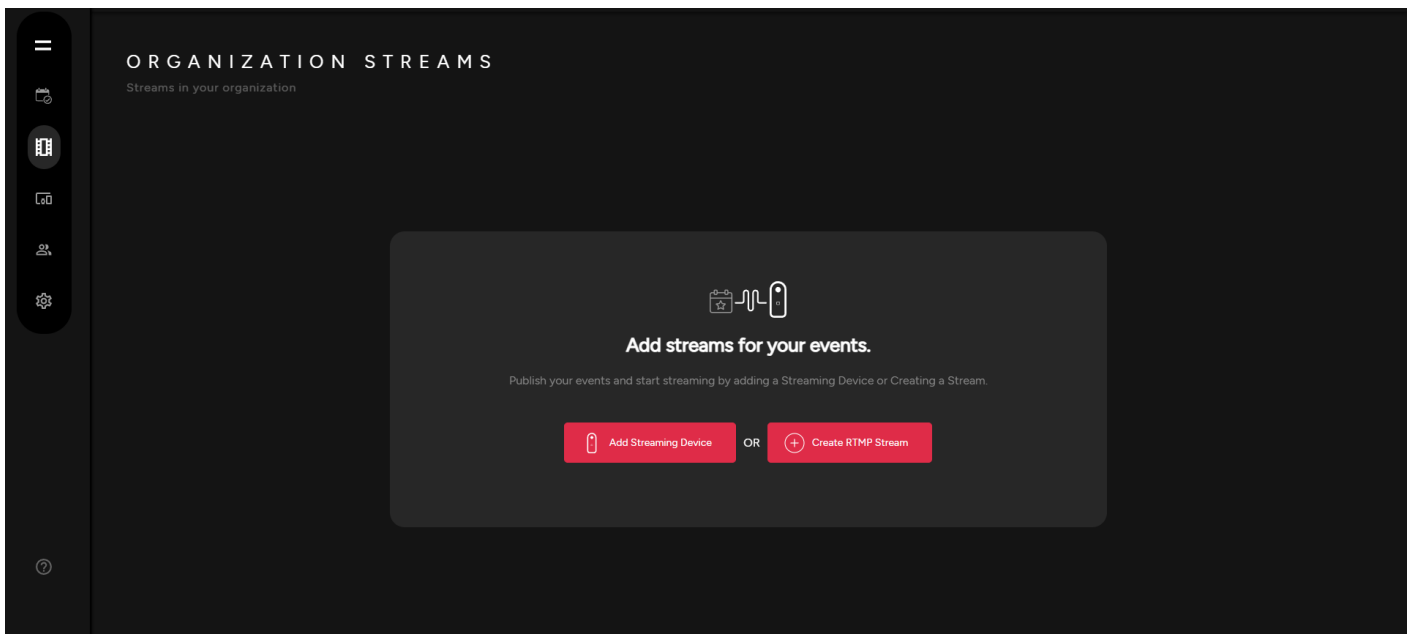 ORGANIZATION STREAMS
Streams in your organization
Add streams for your events.
Publish your events and start streaming by adding a Streaming Device or Creating a Stream.
Add Streaming Device OR Create RTMP Stream